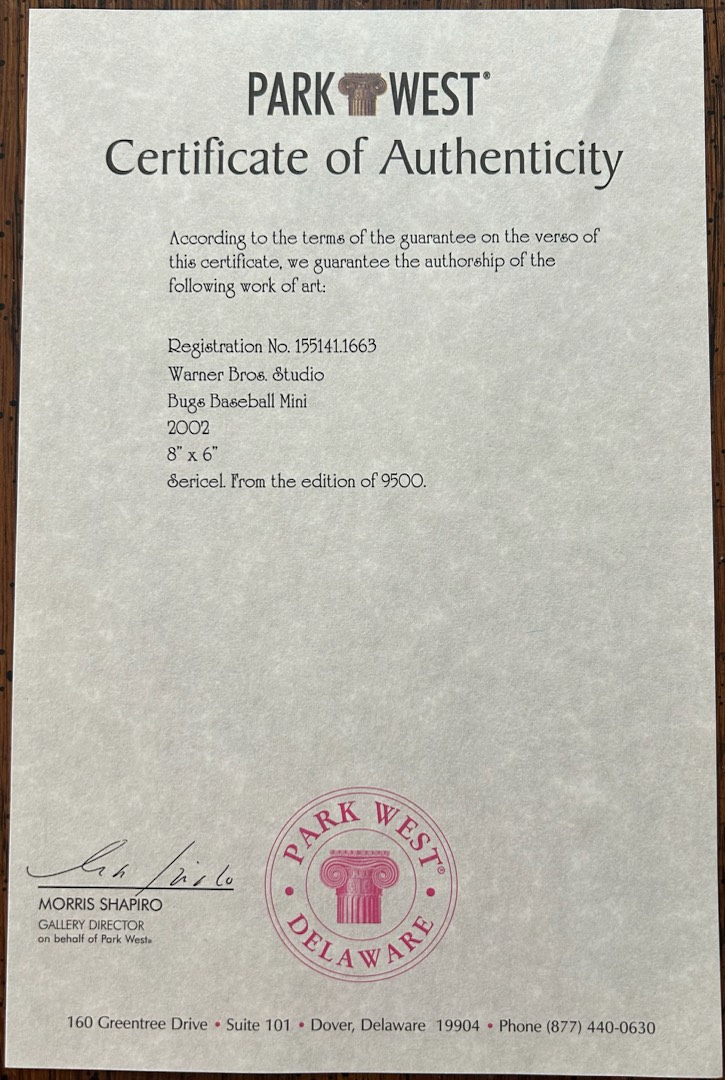 PARK WEST®
Certificate of Authenticity
According to the terms of the guarantee on the verso of
this certificate, we guarantee the authorship of the
following work of art:
Registration No. 155141.1663
Warner Bros. Studio
Bugs Baseball Mini
2002
8" x 6"
Sericel. From the edition of 9500.
MORRIS SHAPIRO
GALLERY DIRECTOR
on behalf of Park West®
PARK WEST®
• DELAWARE •
160 Greentree Drive • Suite 101 • Dover, Delaware 19904 • Phone (877) 440-0630